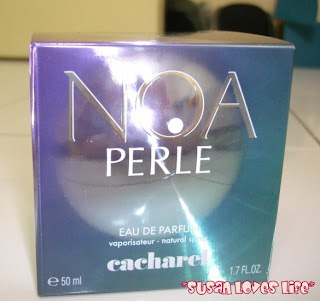 NOA
PERLE
EAU DE PARFUM
vaporisateur - natural spray
cacharel
℮ 50 ml 1.7 FL.OZ.
*Susan Loves Life*